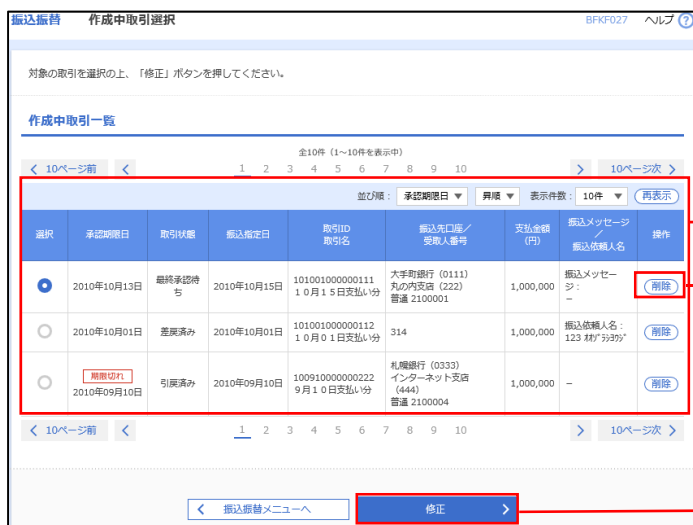 振込振替 作成中取引選択 BFKF027 ヘルプ ?
対象の取引を選択の上、「修正」ボタンを押してください。
作成中取引一覧
全10件（1～10件を表示中）
10ページ前 1 2 3 4 5 6 7 8 9 10 10ページ次
並び順： 承認期限日 ▼ 昇順 ▼ 表示件数： 10件 ▼ 再表示
選択 承認期限日 取引状態 振込指定日 取引ID 取引名 振込先口座／ 受取人番号 支払金額 (円) 振込メッセージ ／ 振込依頼人名 操作
2010年10月13日 最終承認待ち 2010年10月15日 101001000000111 １０月１５日支払い分 大手町銀行（0111） 丸の内支店（222） 普通 2100001 1,000,000 振込メッセージ： － 削除
2010年10月01日 差戻済み 2010年10月01日 101001000000112 １０月０１日支払い分 314 1,000,000 振込依頼人名： 123 削除
期限切れ 2010年09月10日 引戻済み 2010年09月10日 100910000000222 ９月１０日支払い分 札幌銀行（0333） インターネット支店 （444） 普通 2100004 1,000,000 － 削除
10ページ前 1 2 3 4 5 6 7 8 9 10 10ページ次
振込振替メニューへ 修正